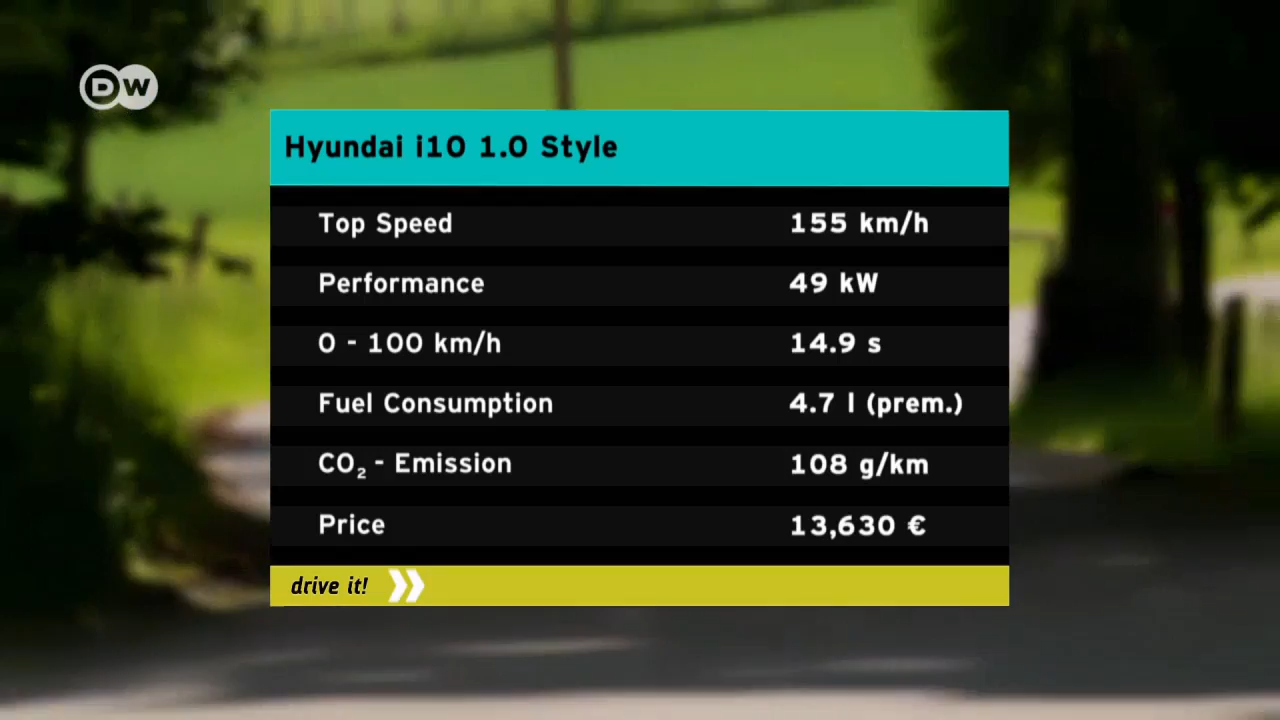 DW
Hyundai i10 1.0 Style
Top Speed 155 km/h
Performance 49 kW
0 - 100 km/h 14.9 s
Fuel Consumption 4.7 l (prem.)
CO₂ - Emission 108 g/km
Price 13,630 €
drive it!